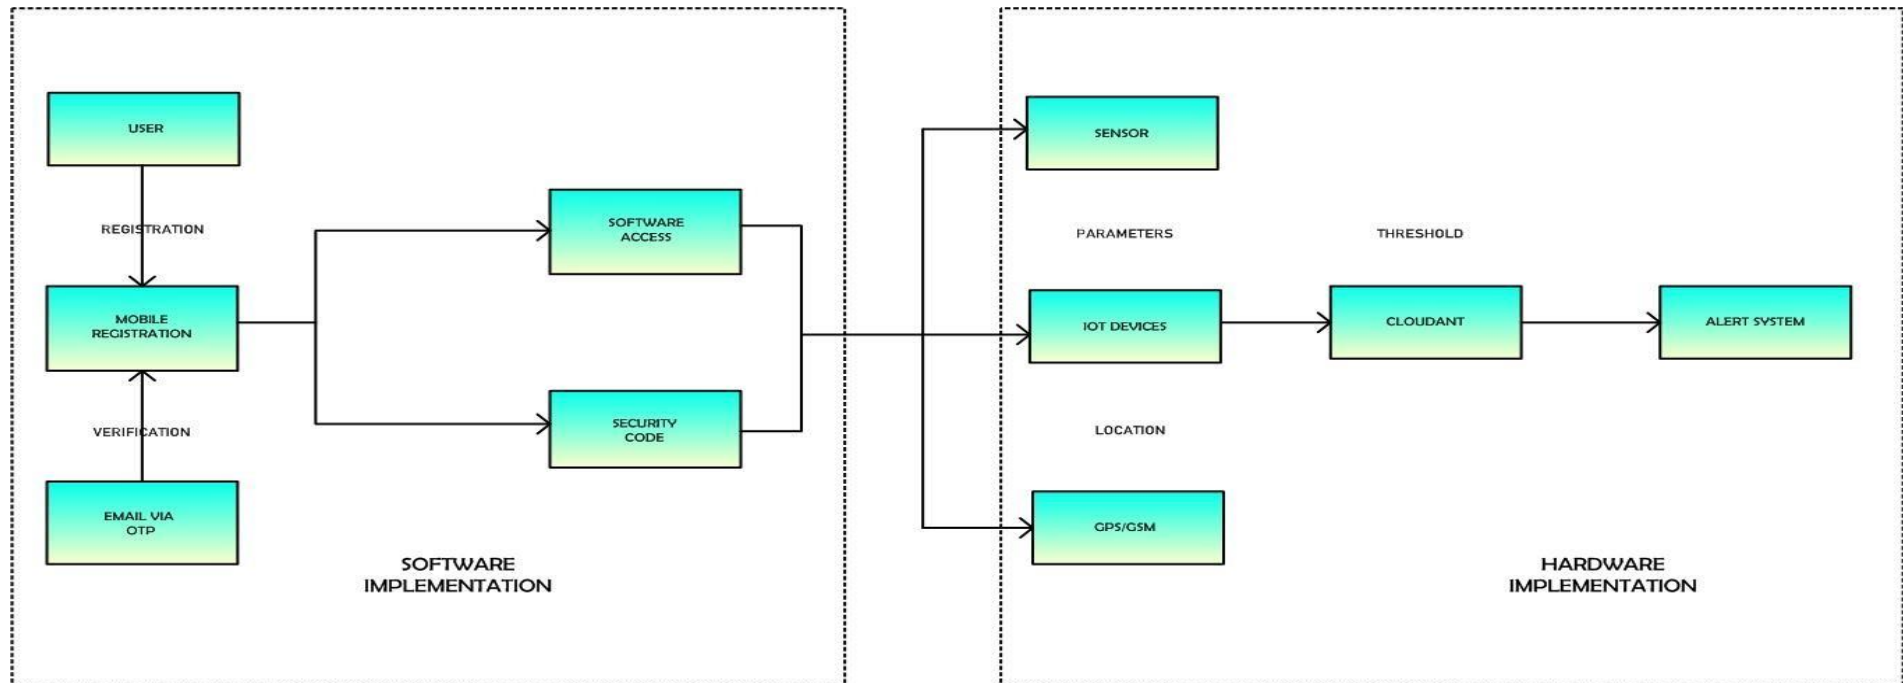 USER
REGISTRATION
MOBILE
REGISTRATION
VERIFICATION
EMAIL VIA
OTP
SOFTWARE
ACCESS
SECURITY
CODE
SOFTWARE
IMPLEMENTATION
SENSOR
PARAMETERS
THRESHOLD
IOT DEVICES
CLOUDANT
ALERT SYSTEM
LOCATION
GPS/GSM
HARDWARE
IMPLEMENTATION